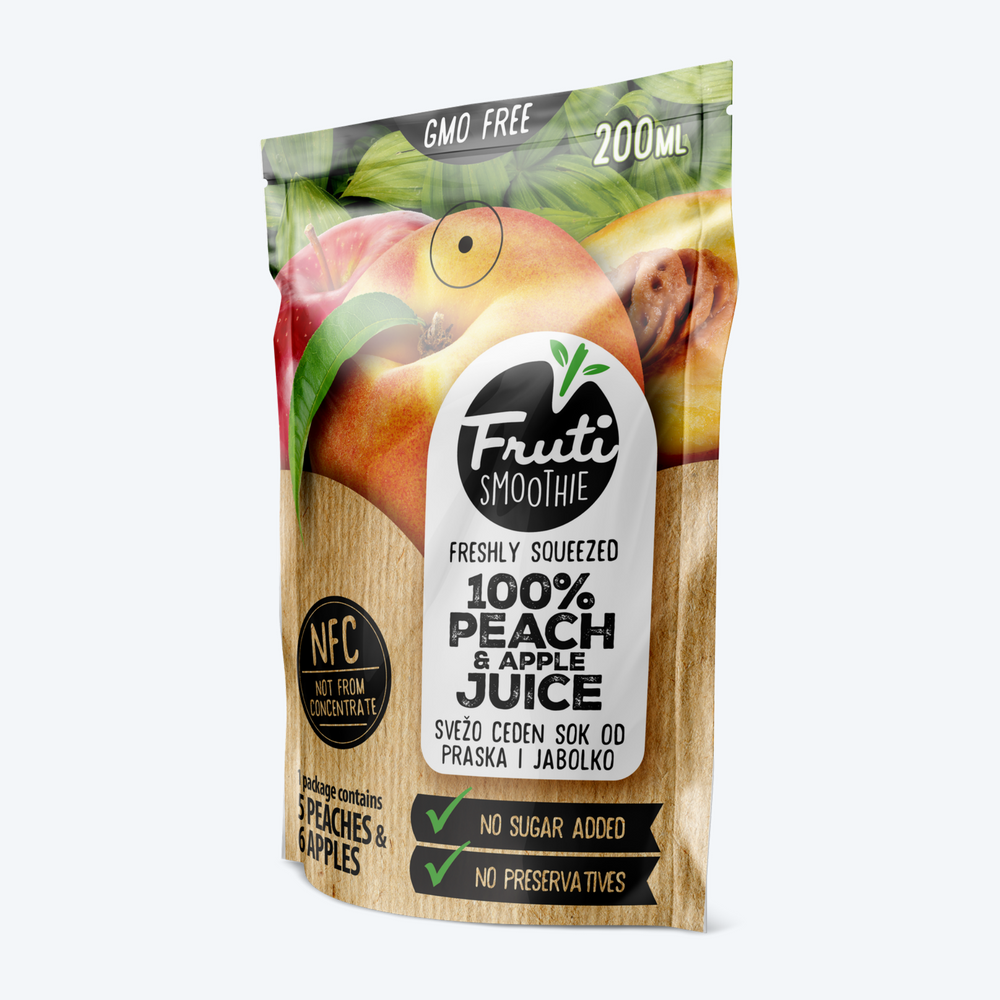 GMO FREE
200ML
Fruti
SMOOTHIE
FRESHLY SQUEEZED
100%
PEACH
& APPLE
JUICE
SVEŽO CEDEN SOK OD
PRASKA I JABOLKO
NFC
NOT FROM
CONCENTRATE
1 package contains
5 PEACHES &
6 APPLES
NO SUGAR ADDED
NO PRESERVATIVES